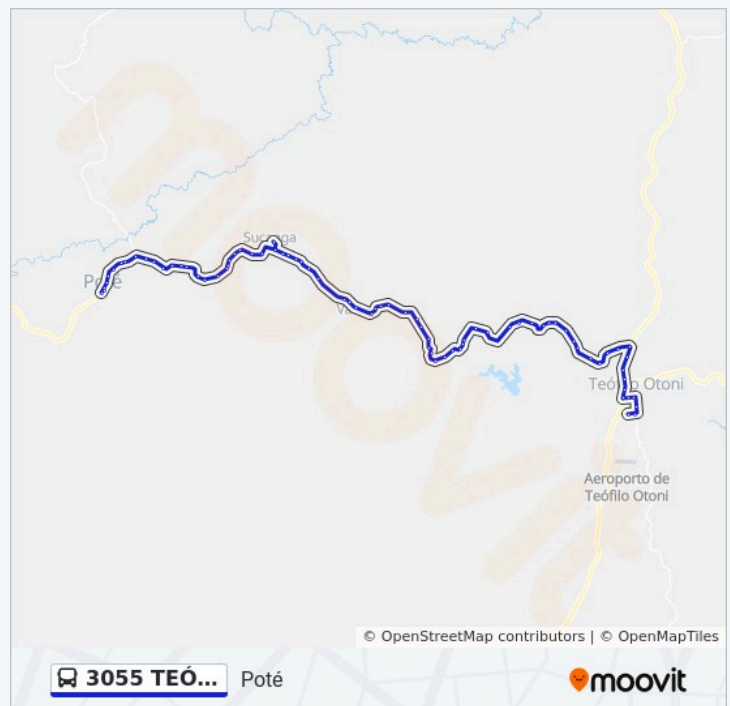 Sucanga
Poté
Teófilo Otoni
Aeroporto de
Teófilo Otoni
© OpenStreetMap contributors | © OpenMapTiles
3055 TEÓ... Poté moovit